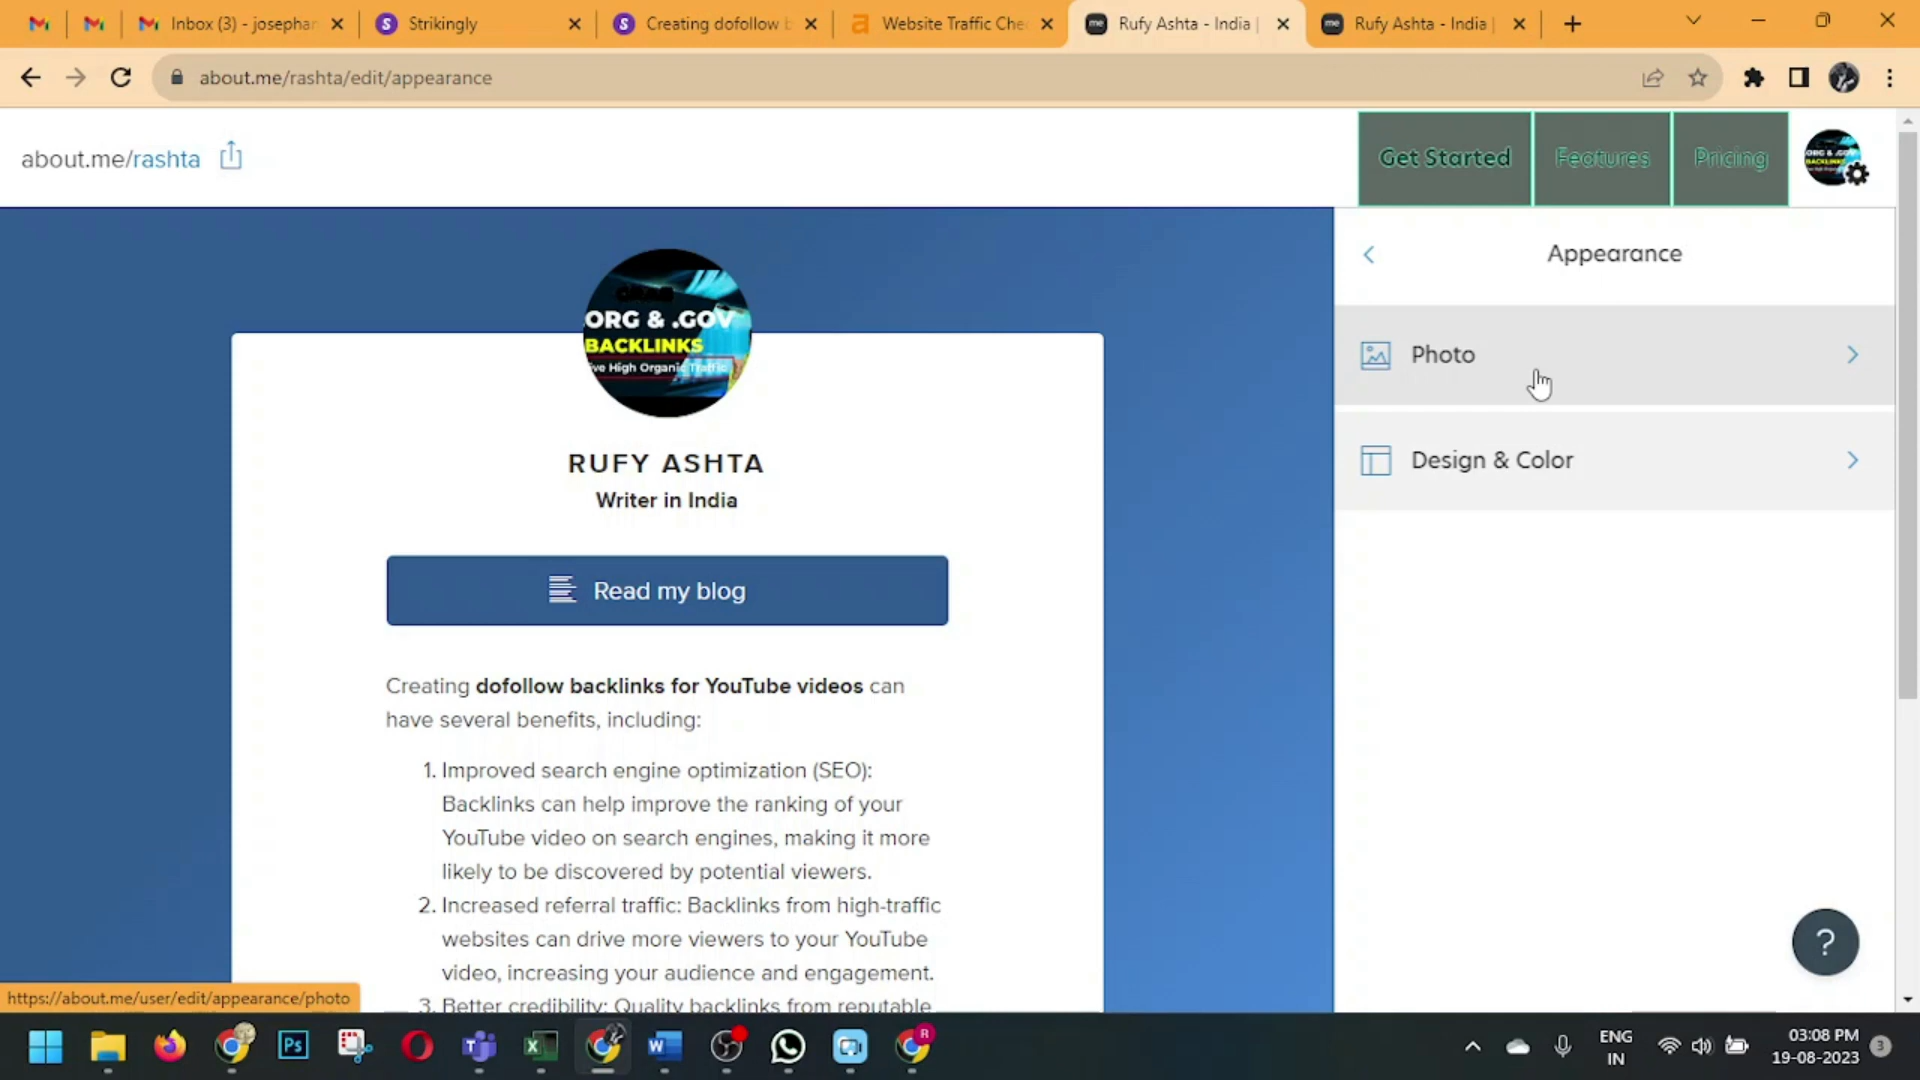 Inbox (3) - josephan
Strikingly
Creating dofollow b
Website Traffic Che
Rufy Ashta - India |
Rufy Ashta - India |
about.me/rashta/edit/appearance
about.me/rashta
Get Started
Features
Pricing
ORG & .GOV
BACKLINKS
ive High Organic Traffic
RUFY ASHTA
Writer in India
Read my blog
Creating dofollow backlinks for YouTube videos can
have several benefits, including:
1. Improved search engine optimization (SEO):
Backlinks can help improve the ranking of your
YouTube video on search engines, making it more
likely to be discovered by potential viewers.
2. Increased referral traffic: Backlinks from high-traffic
websites can drive more viewers to your YouTube
video, increasing your audience and engagement.
3. Better credibility: Quality backlinks from reputable
Appearance
Photo
Design & Color
?
https://about.me/user/edit/appearance/photo
ENG
IN
03:08 PM
19-08-2023
3